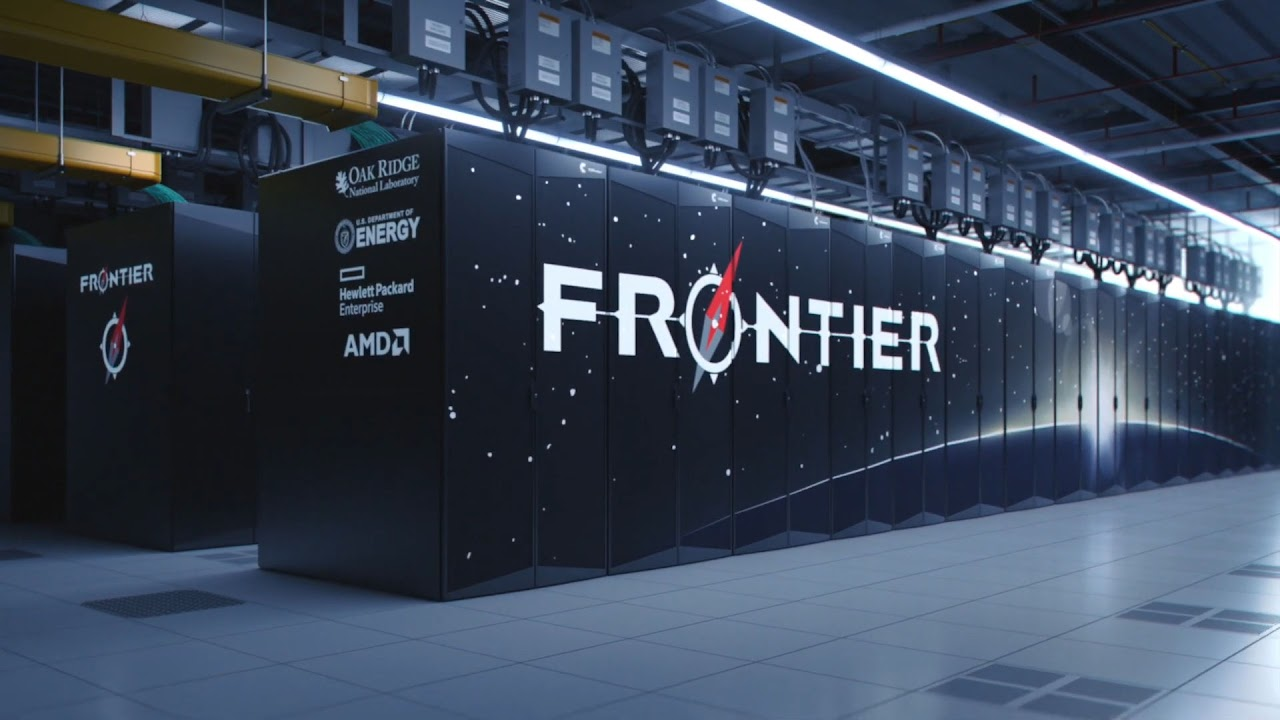 OAK RIDGE
National Laboratory
U.S. DEPARTMENT OF
ENERGY
Hewlett Packard
Enterprise
AMD
FRONTIER
FRONTIER